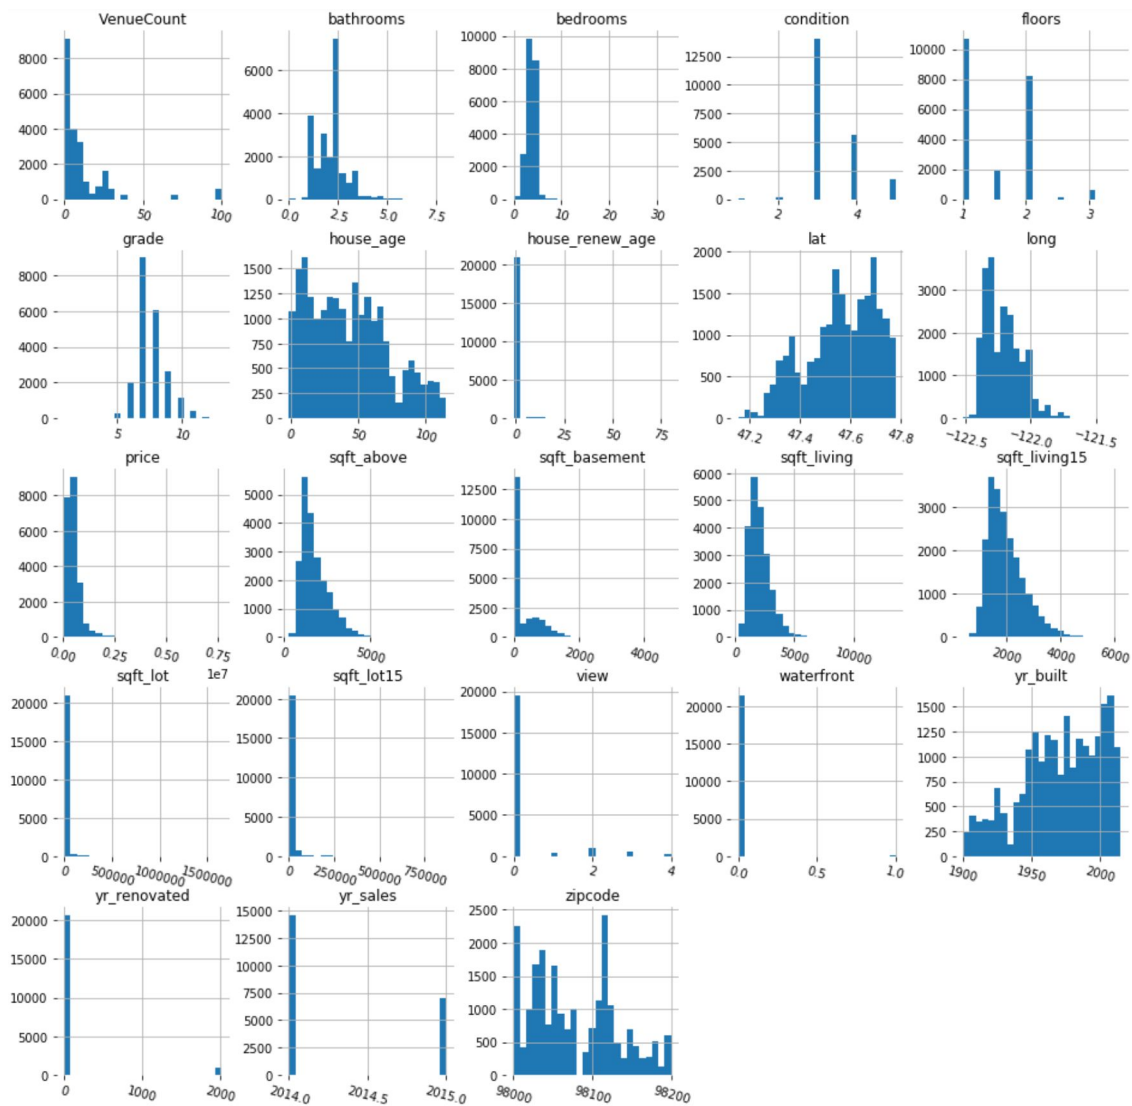 VenueCount bathrooms bedrooms condition floors
8000 6000 4000 2000 0
0 50 100
6000 4000 2000 0
0.0 2.5 5.0 7.5
10000 8000 6000 4000 2000 0
0 10 20 30
12500 10000 7500 5000 2500 0
2 4
10000 8000 6000 4000 2000 0
1 2 3
grade house_age house_renew_age lat long
8000 6000 4000 2000 0
5 10
1500 1250 1000 750 500 250 0
0 50 100
20000 15000 10000 5000 0
0 25 50 75
2000 1500 1000 500 0
47.2 47.4 47.6 47.8
3000 2000 1000 0
−122.5 −122.0 −121.5
price sqft_above sqft_basement sqft_living sqft_living15
8000 6000 4000 2000 0
0.00 0.25 0.50 0.75
1e7
5000 4000 3000 2000 1000 0
0 5000
12500 10000 7500 5000 2500 0
0 2000 4000
6000 5000 4000 3000 2000 1000 0
0 5000 10000
3000 2000 1000 0
2000 4000 6000
sqft_lot sqft_lot15 view waterfront yr_built
20000 15000 10000 5000 0
0 500000 1000000 1500000
20000 15000 10000 5000 0
0 250000 500000 750000
20000 15000 10000 5000 0
0 2 4
20000 15000 10000 5000 0
0.0 0.5 1.0
1500 1250 1000 750 500 250 0
1900 1950 2000
yr_renovated yr_sales zipcode
20000 15000 10000 5000 0
0 1000 2000
15000 12500 10000 7500 5000 2500 0
2014.0 2014.5 2015.0
2500 2000 1500 1000 500 0
98000 98100 98200